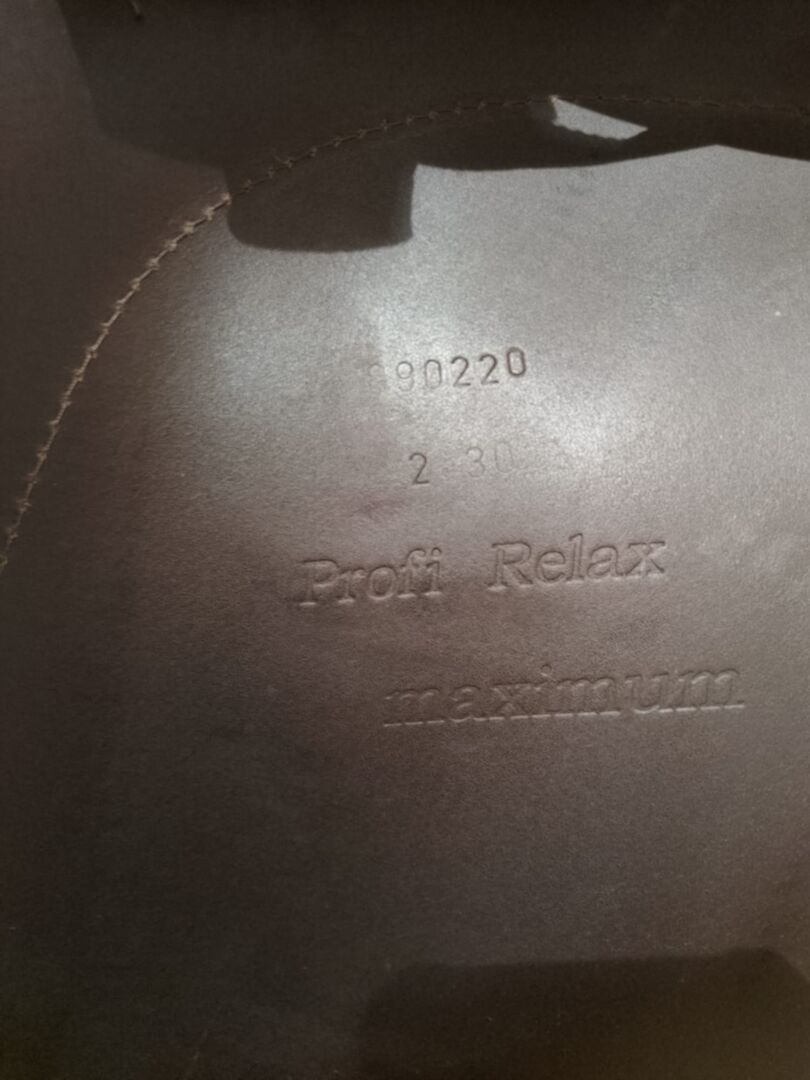 90220
2 30
Profi Relax
maximum